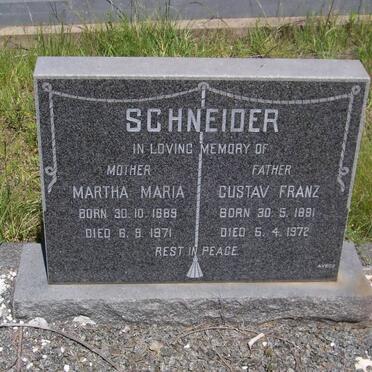 SCHNEIDER
IN LOVING MEMORY OF
MOTHER FATHER
MARTHA MARIA GUSTAV FRANZ
BORN 30.10.1889 BORN 30.5.1891
DIED 6.9.1971 DIED 5.4.1972
REST IN PEACE